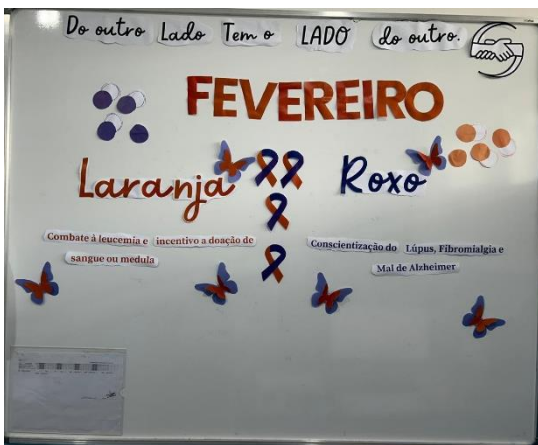 Do outro Lado Tem o LADO do outro.
FEVEREIRO
Laranja
Roxo
Combate à leucemia e incentivo a doação de
sangue ou medula
Conscientização do Lúpus, Fibromialgia e
Mal de Alzheimer